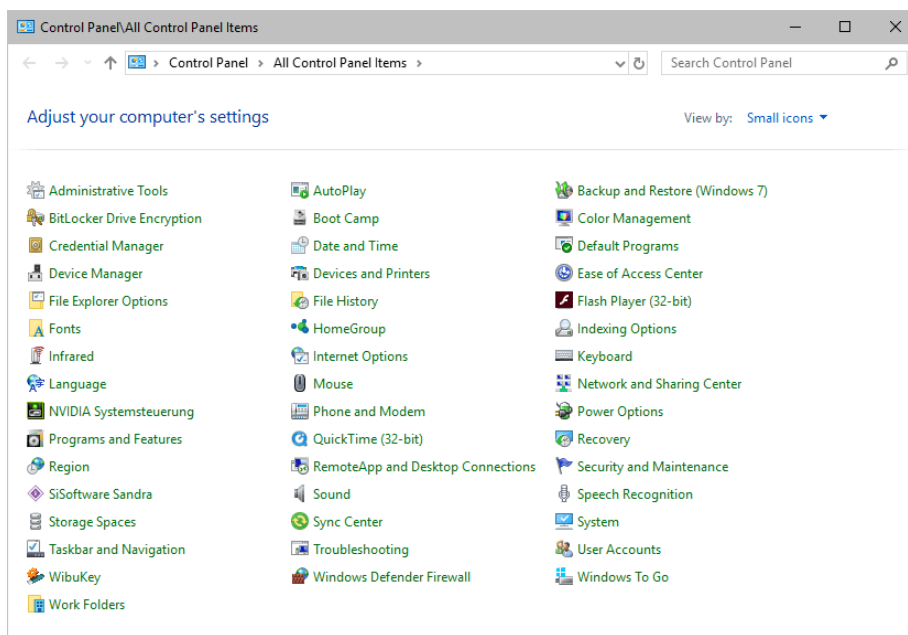 Control Panel\All Control Panel Items
Control Panel > All Control Panel Items >
Search Control Panel
Adjust your computer's settings
View by: Small icons
Administrative Tools
AutoPlay
Backup and Restore (Windows 7)
BitLocker Drive Encryption
Boot Camp
Color Management
Credential Manager
Date and Time
Default Programs
Device Manager
Devices and Printers
Ease of Access Center
File Explorer Options
File History
Flash Player (32-bit)
Fonts
HomeGroup
Indexing Options
Infrared
Internet Options
Keyboard
Language
Mouse
Network and Sharing Center
NVIDIA Systemsteuerung
Phone and Modem
Power Options
Programs and Features
QuickTime (32-bit)
Recovery
Region
RemoteApp and Desktop Connections
Security and Maintenance
SiSoftware Sandra
Sound
Speech Recognition
Storage Spaces
Sync Center
System
Taskbar and Navigation
Troubleshooting
User Accounts
WibuKey
Windows Defender Firewall
Windows To Go
Work Folders